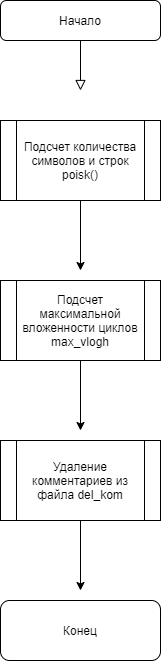 Начало
Подсчет количества
символов и строк
poisk()
Подсчет
максимальной
вложенности циклов
max_vlogh
Удаление
комментариев из
файла del_kom
Конец